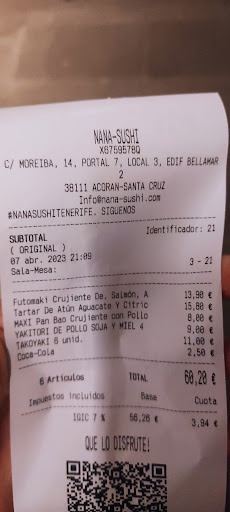 NANA-SUSHI
X6759578Q
C/ MOREIBA, 14, PORTAL 7, LOCAL 3, EDIF BELLAMAR
2
38111 ACORAN-SANTA CRUZ
Info@nana-sushi.com
#NANASUSHITENERIFE. SIGUENOS
SUBTOTAL Identificador: 21
( ORIGINAL )
07 abr. 2023 21:09
Sala-Mesa: 3 - 21
Futomaki Crujiente De. Salmón, A 13,90 €
Tartar De Atún Aguacate Y Citric 15,80 €
MAXI Pan Bao Crujiente con Pollo 8,00 €
YAKITORI DE POLLO SOJA Y MIEL 4 9,00 €
TAKOYAKI 6 unid. 11,00 €
Coca-Cola 2,50 €
6 Artículos TOTAL 60,20 €
Impuestos incluidos Base Cuota
IGIC 7 % 56,26 € 3,94 €
QUE LO DISFRUTE!